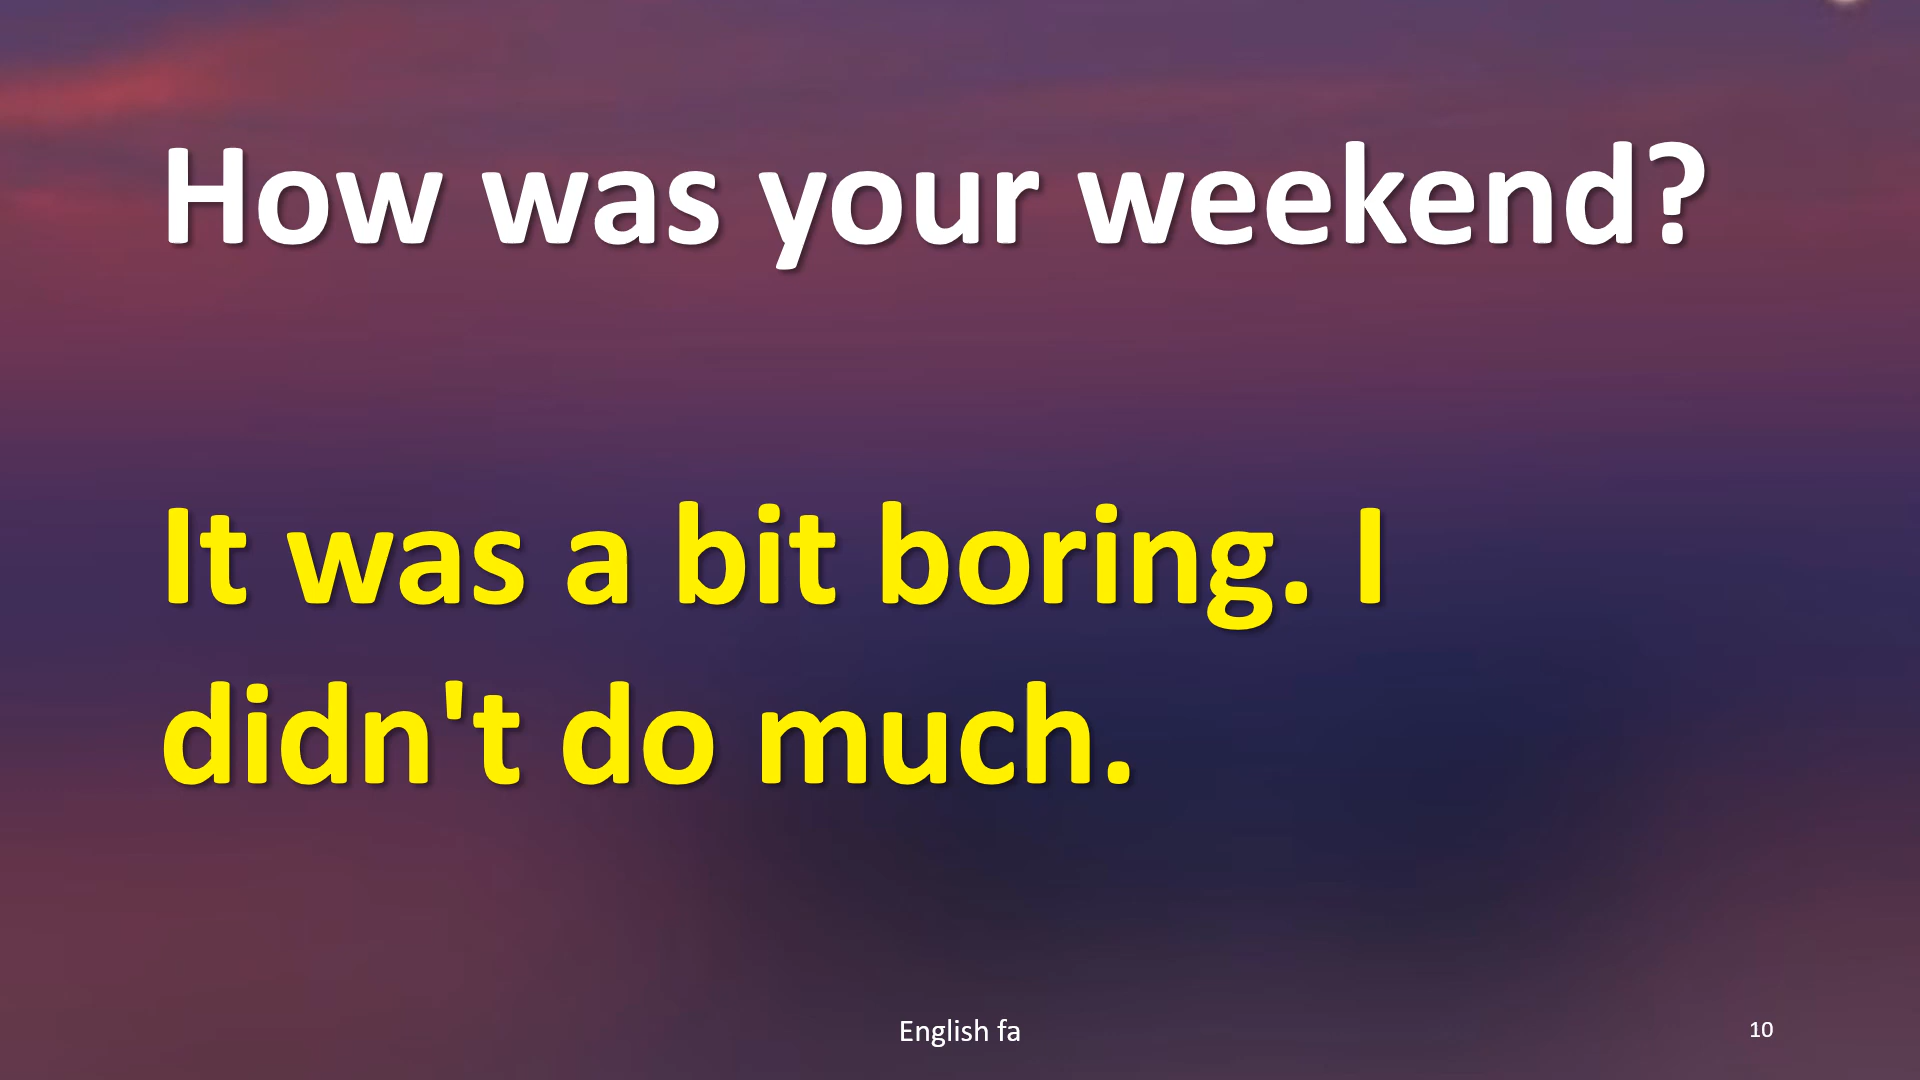 How was your weekend?
It was a bit boring. I
didn't do much.
English fa
10